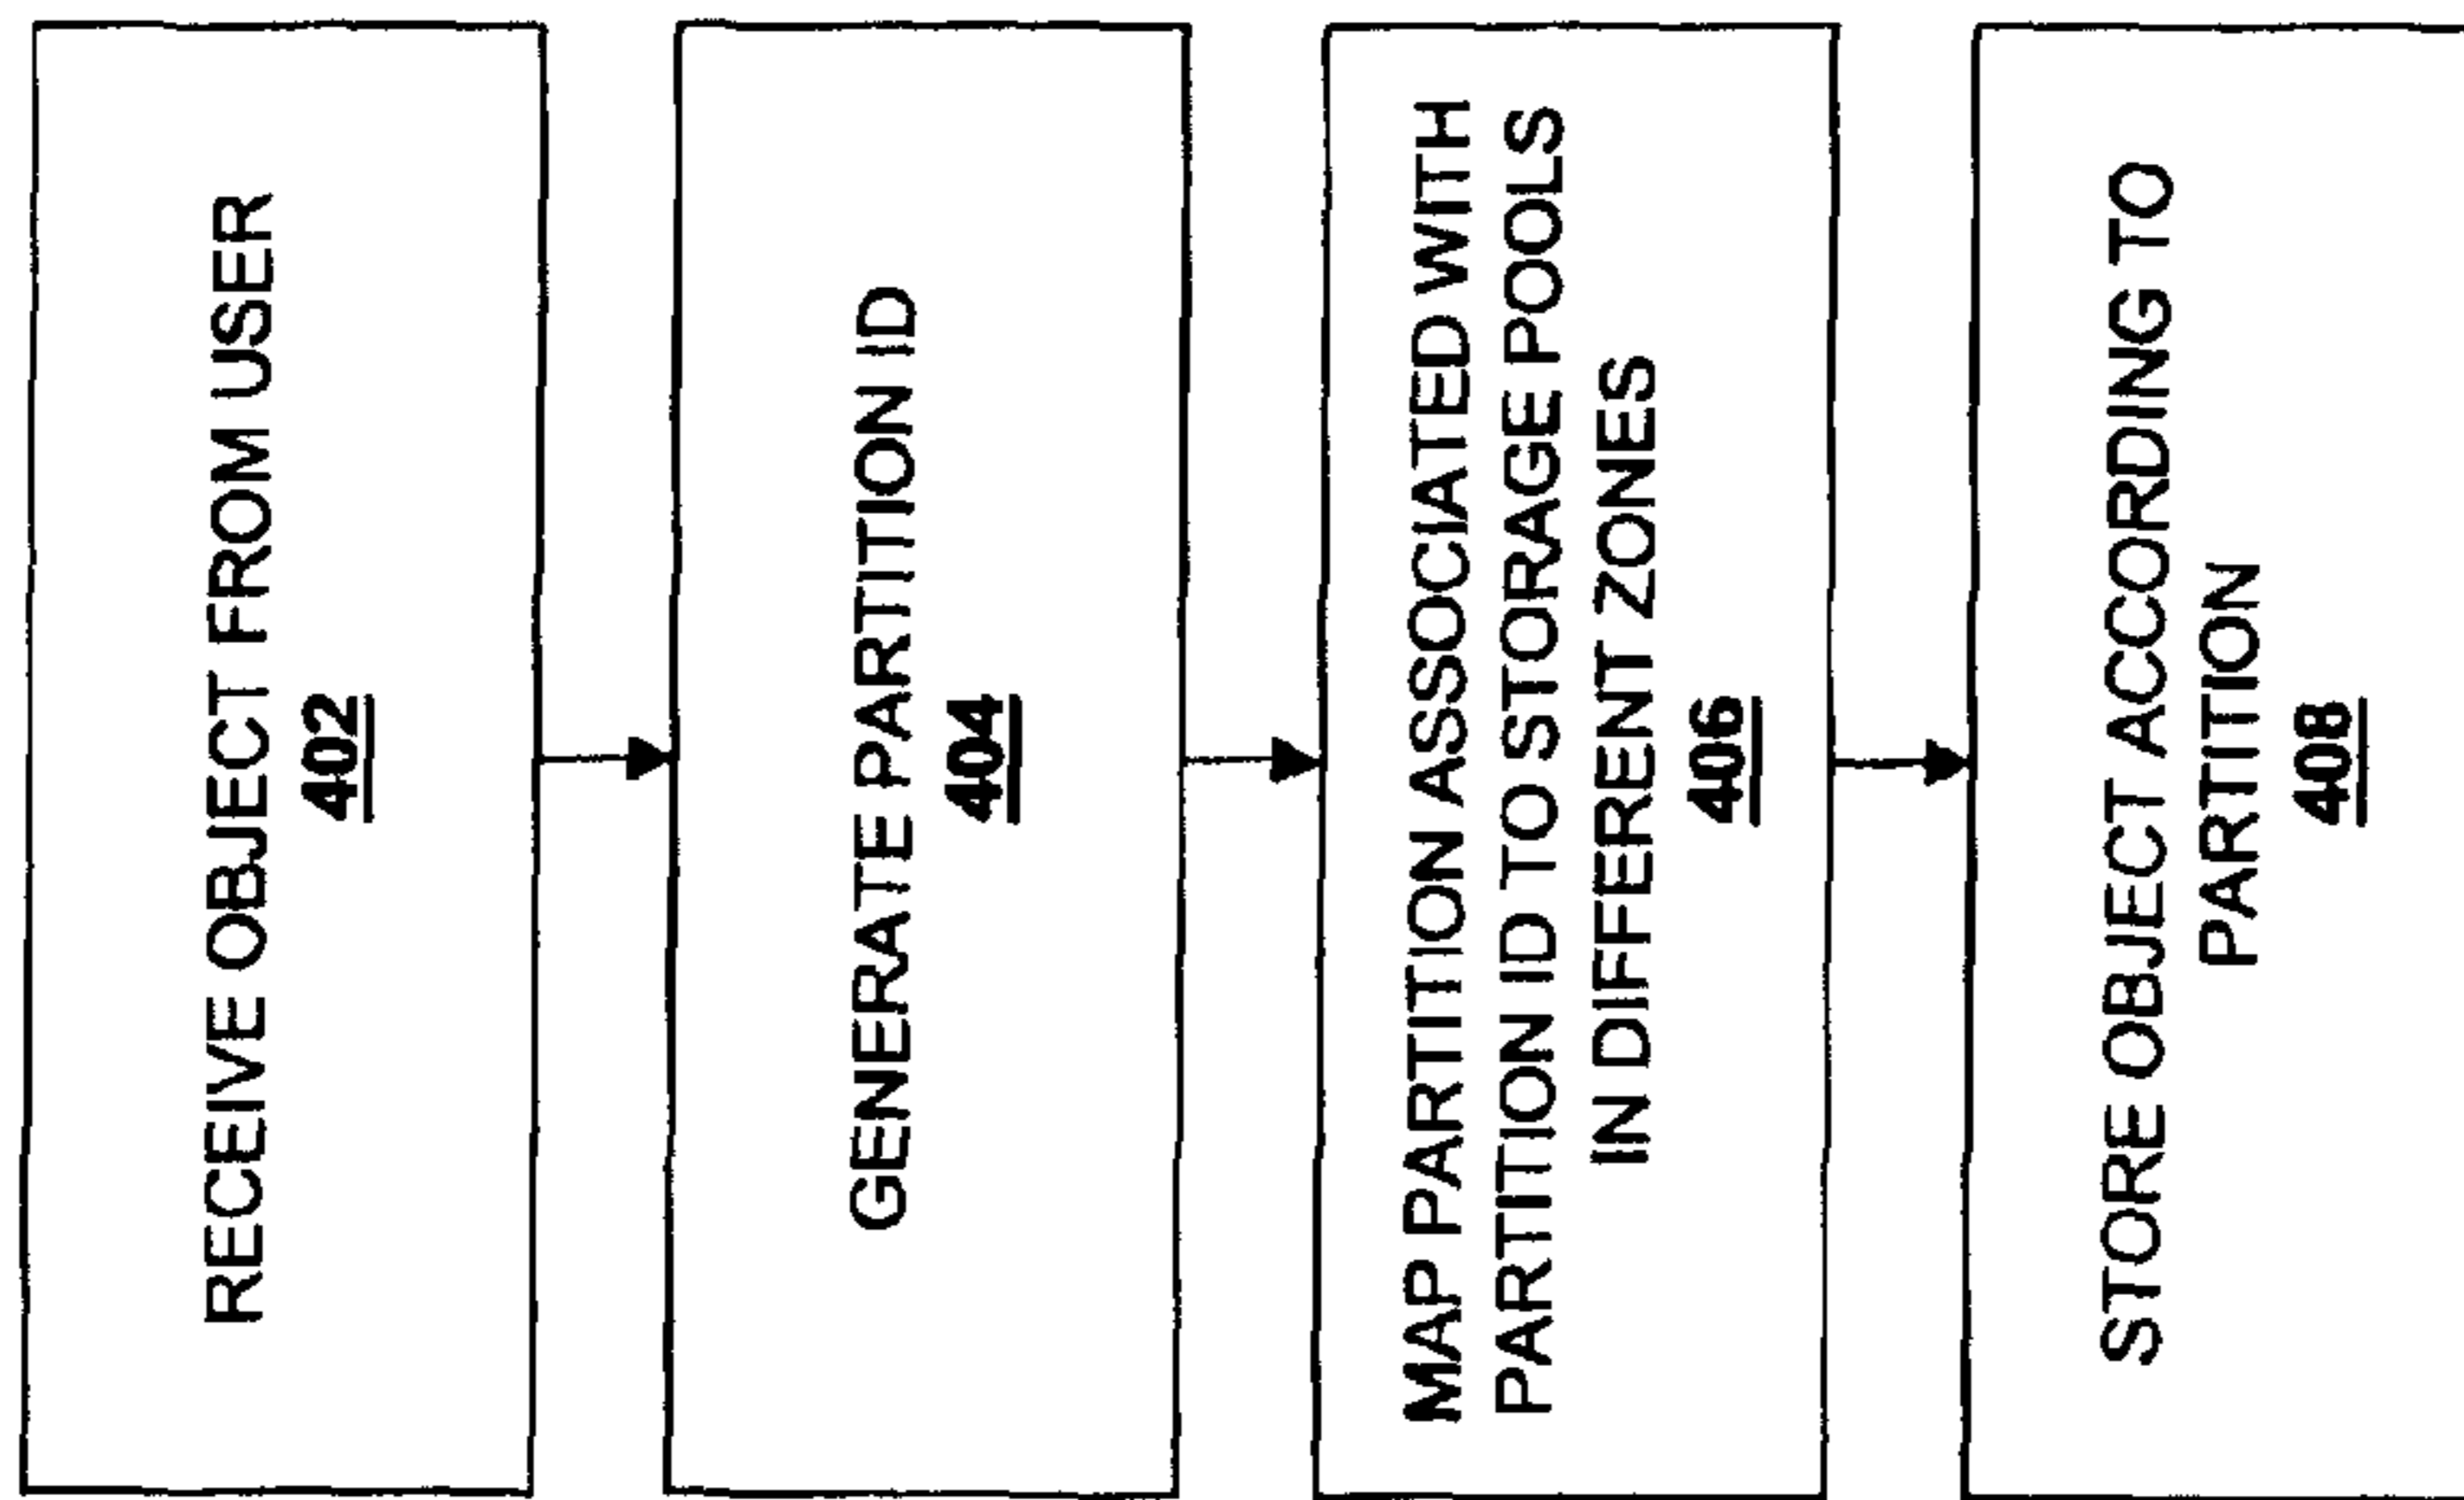 RECEIVE OBJECT FROM USER
402
GENERATE PARTITION ID
404
MAP PARTITION ASSOCIATED WITH
PARTITION ID TO STORAGE POOLS
IN DIFFERENT ZONES
406
STORE OBJECT ACCORDING TO
PARTITION
408